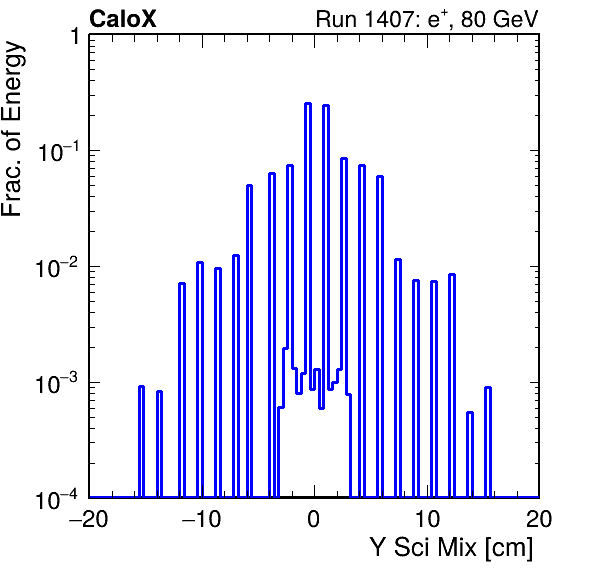 CaloX Run 1407: e⁺, 80 GeV
Frac. of Energy
1
10⁻¹
10⁻²
10⁻³
10⁻⁴
−20 −10 0 10 20
Y Sci Mix [cm]